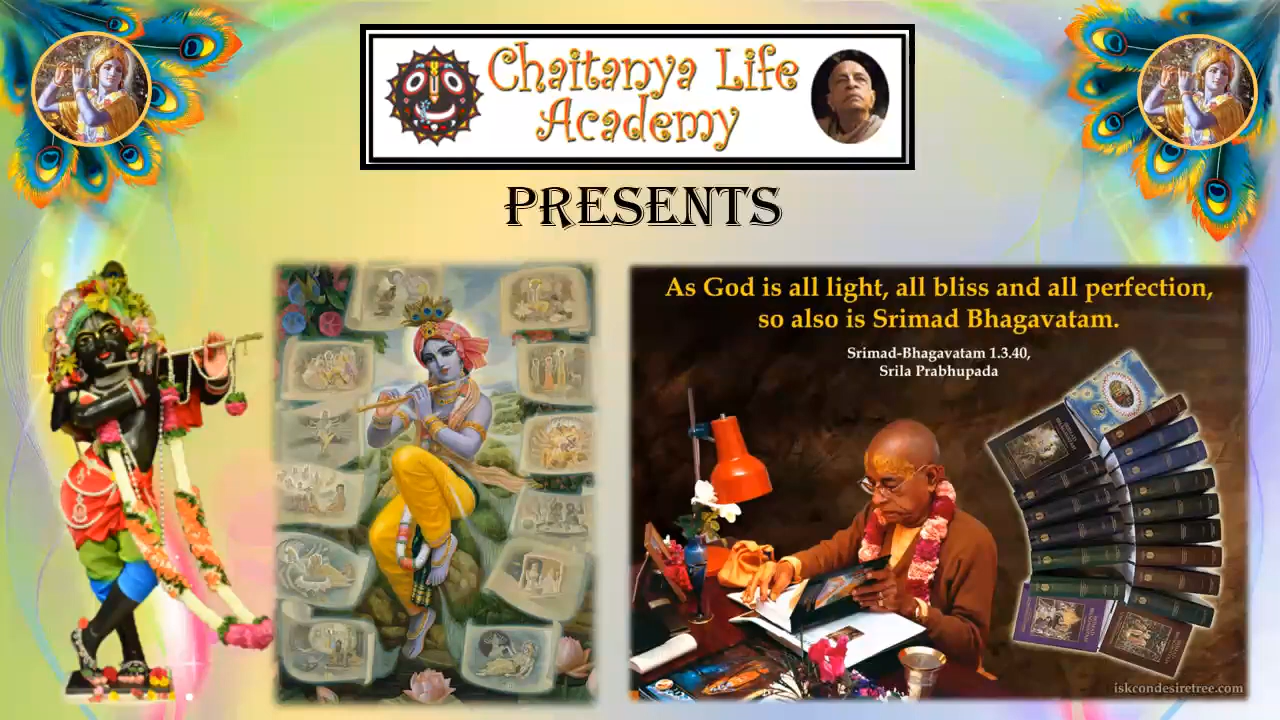 Chaitanya Life
Academy
PRESENTS
As God is all light, all bliss and all perfection,
so also is Srimad Bhagavatam.
Srimad-Bhagavatam 1.3.40,
Srila Prabhupada
iskcondesiretree.com